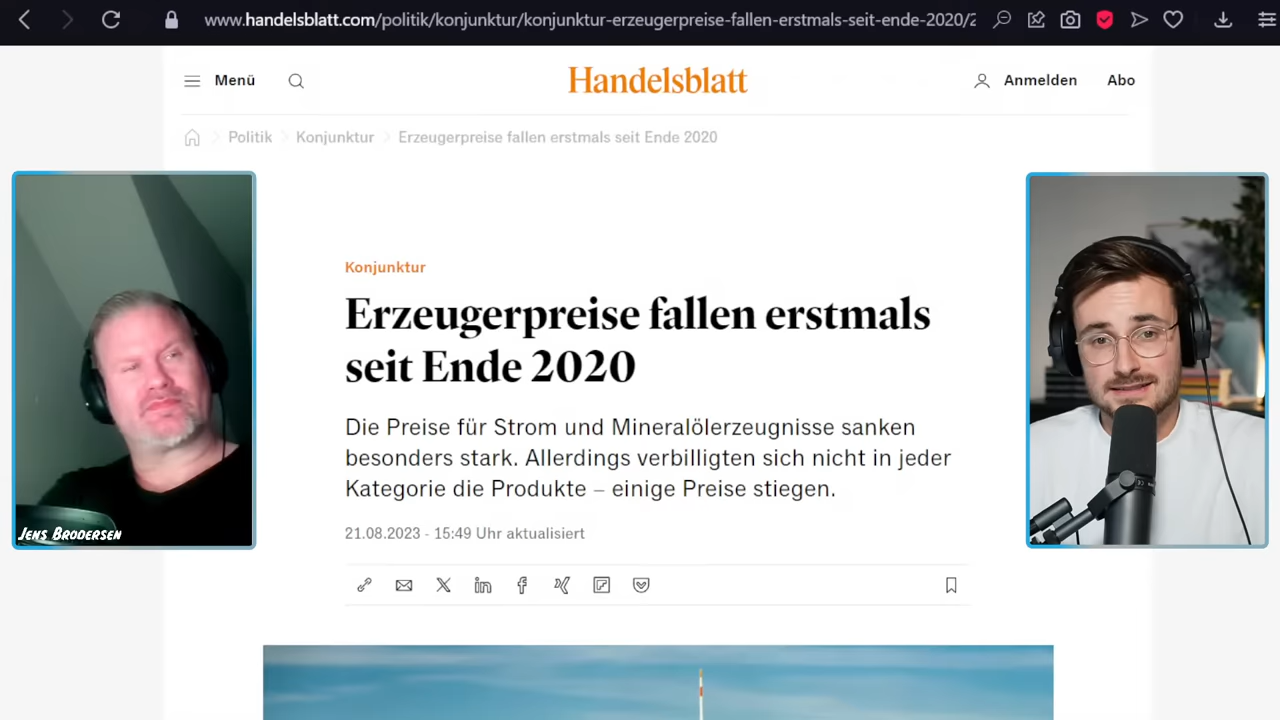 www.handelsblatt.com/politik/konjunktur/konjunktur-erzeugerpreise-fallen-erstmals-seit-ende-2020/2
Menü
Handelsblatt
Anmelden
Abo
Politik
Konjunktur
Erzeugerpreise fallen erstmals seit Ende 2020
Konjunktur
Erzeugerpreise fallen erstmals
seit Ende 2020
Die Preise für Strom und Mineralölerzeugnisse sanken
besonders stark. Allerdings verbilligten sich nicht in jeder
Kategorie die Produkte – einige Preise stiegen.
21.08.2023 - 15:49 Uhr aktualisiert
Jens Brodersen